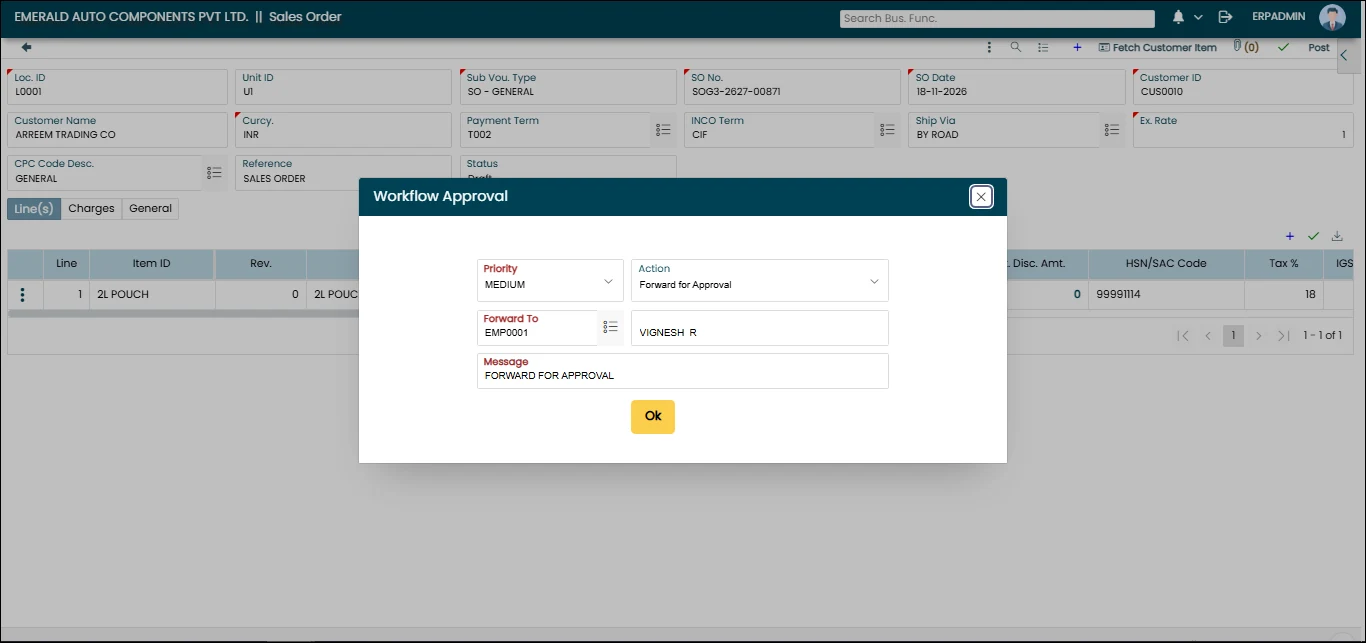 EMERALD AUTO COMPONENTS PVT LTD. || Sales Order
Search Bus. Func.
ERPADMIN
Fetch Customer Item
(0)
Post
Loc. ID
L0001
Unit ID
U1
Sub Vou. Type
SO - GENERAL
SO No.
SOG3-2627-00871
SO Date
18-11-2026
Customer ID
CUS0010
Customer Name
ARREEM TRADING CO
Curcy.
INR
Payment Term
T002
INCO Term
CIF
Ship Via
BY ROAD
Ex. Rate
1
CPC Code Desc.
GENERAL
Reference
SALES ORDER
Status
Draft
Workflow Approval
Line(s) Charges General
Line Item ID Rev. . Disc. Amt. HSN/SAC Code Tax % IGS
1 2L POUCH 0 2L POUC 0 99991114 18
1 1 - 1 of 1
Priority
MEDIUM
Action
Forward for Approval
Forward To
EMP0001
VIGNESH R
Message
FORWARD FOR APPROVAL
Ok